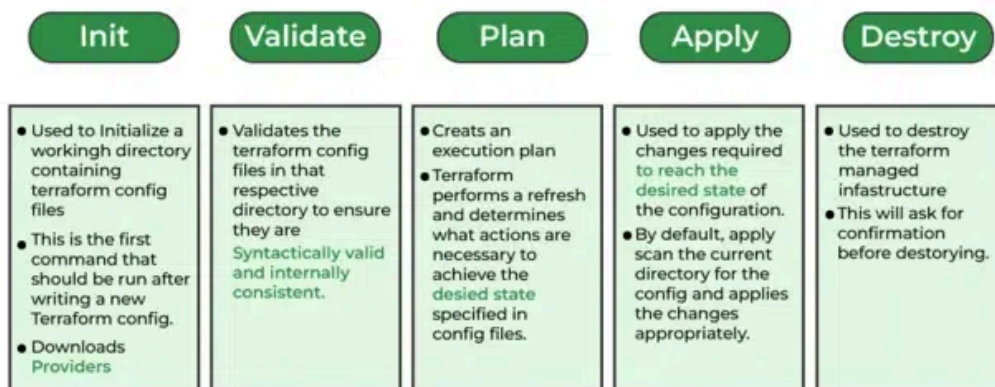 Init
Validate
Plan
Apply
Destroy
Used to Initialize a
workingh directory
containing
terraform config
files
This is the first
command that
should be run after
writing a new
Terraform config.
Downloads
Providers
Validates the
terraform config
files in that
respective
directory to ensure
they are
Syntactically valid
and internally
consistent.
Creats an
execution plan
Terraform
performs a refresh
and determines
what actions are
necessary to
achieve the
desied state
specified in
config files.
Used to apply the
changes required
to reach the
desired state of
the configuration.
By default, apply
scan the current
directory for the
config and applies
the changes
appropriately.
Used to destroy
the terraform
managed
infastructure
This will ask for
confirmation
before destorying.